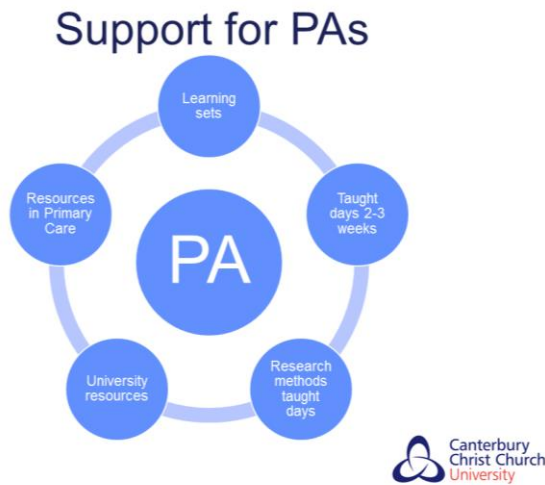 Support for PAs
Learning
sets
Taught
days 2-3
weeks
Research
methods
taught
days
University
resources
Resources
in Primary
Care
PA
Canterbury
Christ Church
University